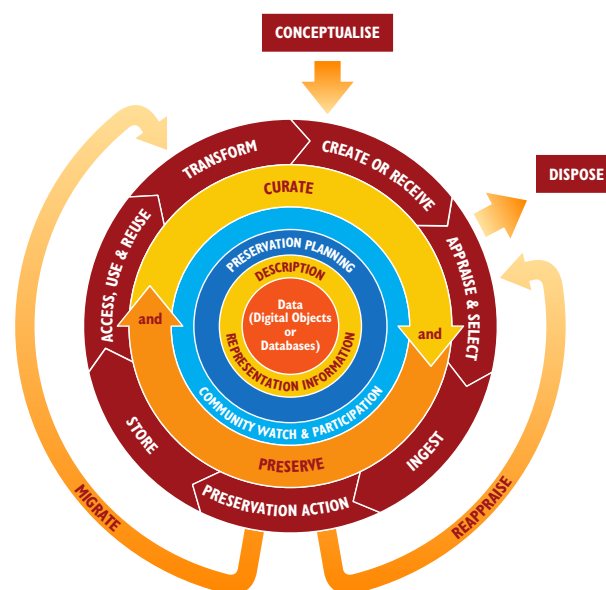 CONCEPTUALISE
CREATE OR RECEIVE
DISPOSE
APPRAISE & SELECT
INGEST
PRESERVATION ACTION
STORE
ACCESS, USE & REUSE
TRANSFORM
CURATE
and
PRESERVE
and
COMMUNITY WATCH & PARTICIPATION
PRESERVATION PLANNING
DESCRIPTION
REPRESENTATION INFORMATION
Data
(Digital Objects
or
Databases)
MIGRATE
REAPPRAISE